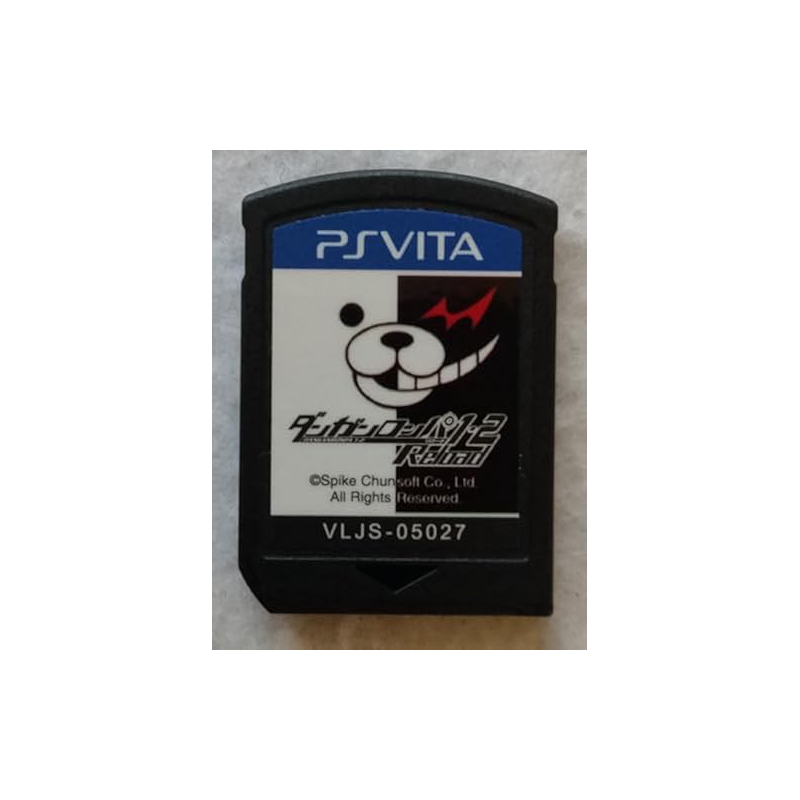 PSVITA
ダンガンロンパ1・2
Reload
©Spike Chunsoft Co., Ltd.
All Rights Reserved.
VLJS-05027